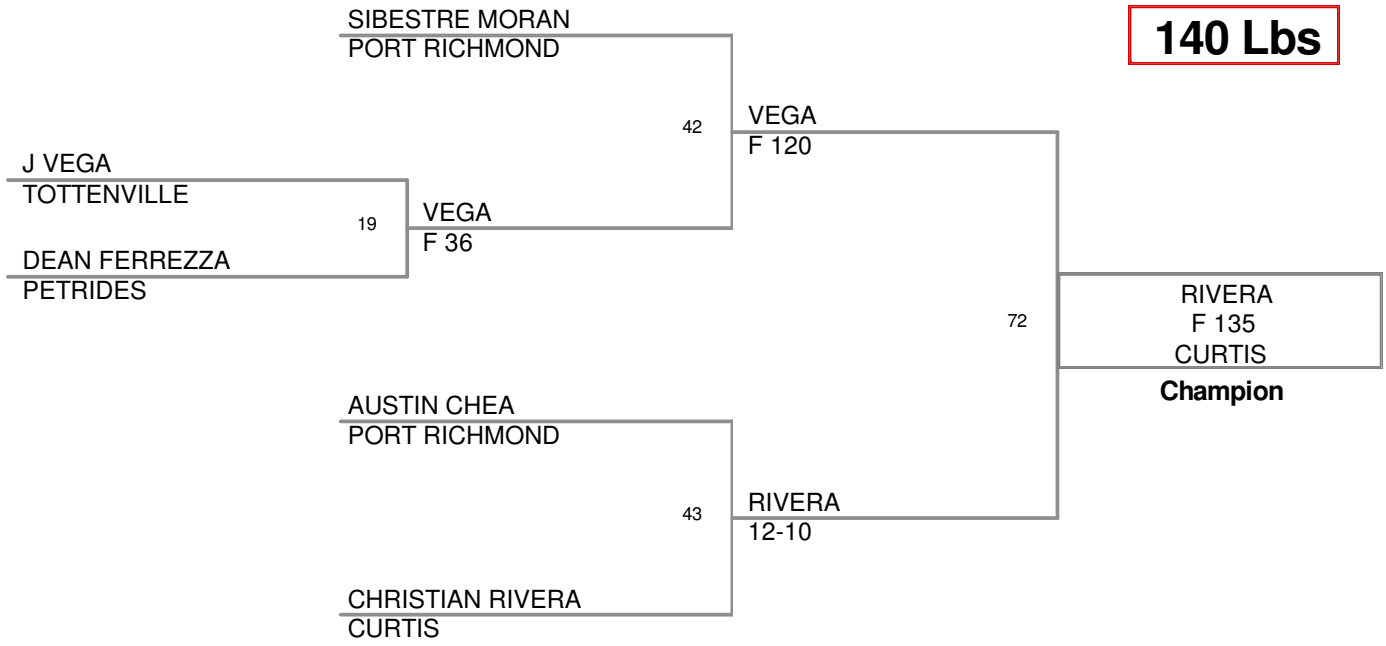 140 Lbs
SIBESTRE MORAN
PORT RICHMOND
42
VEGA
F 120
J VEGA
TOTTENVILLE
19
VEGA
F 36
DEAN FERREZZA
PETRIDES
72
RIVERA
F 135
CURTIS
Champion
AUSTIN CHEA
PORT RICHMOND
43
RIVERA
12-10
CHRISTIAN RIVERA
CURTIS